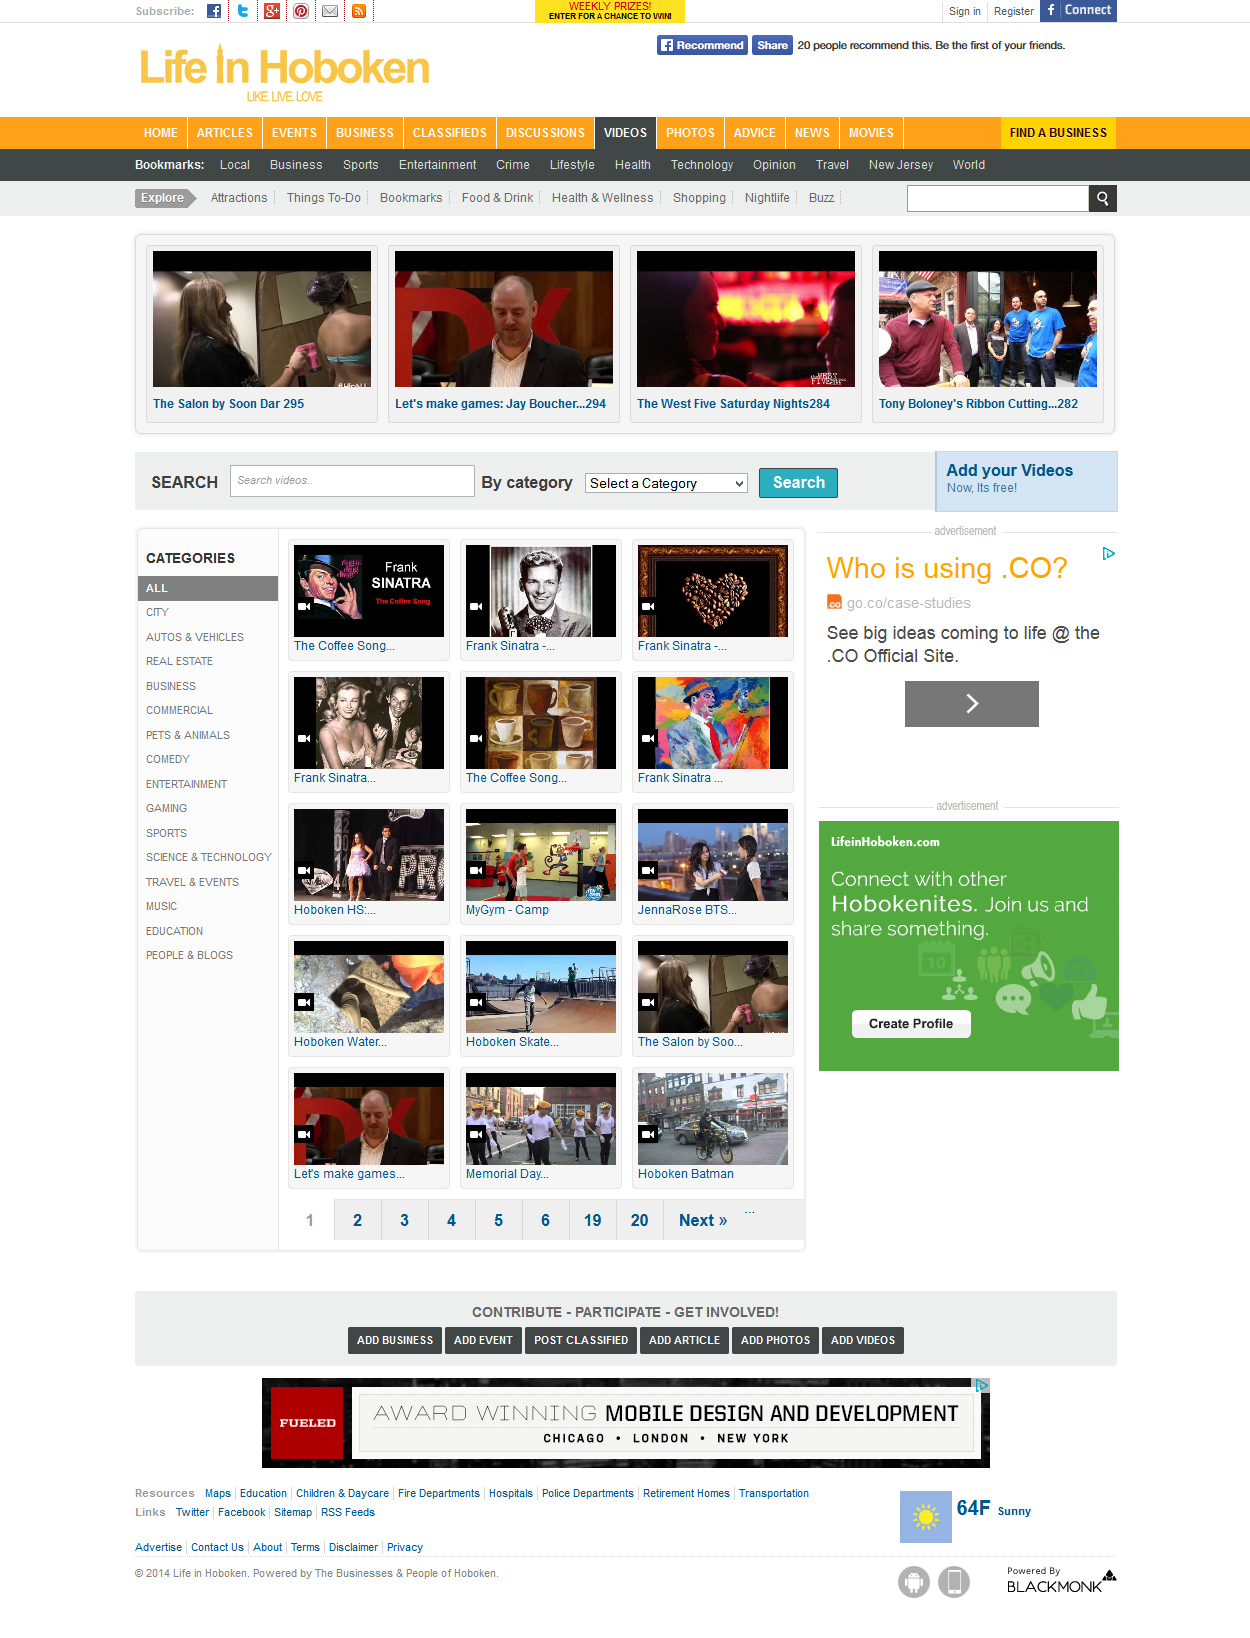 Subscribe:
WEEKLY PRIZES!
ENTER FOR A CHANCE TO WIN!
Sign in Register Connect
Life in Hoboken
LIKE. LIVE. LOVE
Recommend Share 20 people recommend this. Be the first of your friends.
HOME ARTICLES EVENTS BUSINESS CLASSIFIEDS DISCUSSIONS VIDEOS PHOTOS ADVICE NEWS MOVIES FIND A BUSINESS
Bookmarks: Local Business Sports Entertainment Crime Lifestyle Health Technology Opinion Travel New Jersey World
Explore Attractions Things To-Do Bookmarks Food & Drink Health & Wellness Shopping Nightlife Buzz
The Salon by Soon Dar 295
Let's make games: Jay Boucher...294
The West Five Saturday Nights284
Tony Boloney's Ribbon Cutting...282
SEARCH Search videos.. By category Select a Category Search
Add your Videos
Now, Its free!
CATEGORIES
ALL
CITY
AUTOS & VEHICLES
REAL ESTATE
BUSINESS
COMMERCIAL
PETS & ANIMALS
COMEDY
ENTERTAINMENT
GAMING
SPORTS
SCIENCE & TECHNOLOGY
TRAVEL & EVENTS
MUSIC
EDUCATION
PEOPLE & BLOGS
Frank
SINATRA
The Coffee Song
The Coffee Song...
Frank Sinatra -...
Frank Sinatra -...
Frank Sinatra...
The Coffee Song...
Frank Sinatra ...
Hoboken HS:...
MyGym - Camp
JennaRose BTS...
Hoboken Water...
Hoboken Skate...
The Salon by Soo...
Let's make games...
Memorial Day...
Hoboken Batman
1 2 3 4 5 6 19 20 Next » ...
advertisement
Who is using .CO?
.co go.co/case-studies
See big ideas coming to life @ the
.CO Official Site.
advertisement
LifeinHoboken.com
Connect with other
Hobokenites. Join us and
share something.
10
Create Profile
CONTRIBUTE - PARTICIPATE - GET INVOLVED!
ADD BUSINESS ADD EVENT POST CLASSIFIED ADD ARTICLE ADD PHOTOS ADD VIDEOS
FUELED
AWARD WINNING MOBILE DESIGN AND DEVELOPMENT
CHICAGO • LONDON • NEW YORK
Resources Maps Education Children & Daycare Fire Departments Hospitals Police Departments Retirement Homes Transportation
Links Twitter Facebook Sitemap RSS Feeds
64F Sunny
Advertise Contact Us About Terms Disclaimer Privacy
© 2014 Life in Hoboken. Powered by The Businesses & People of Hoboken.
Powered By
BLACKMONK